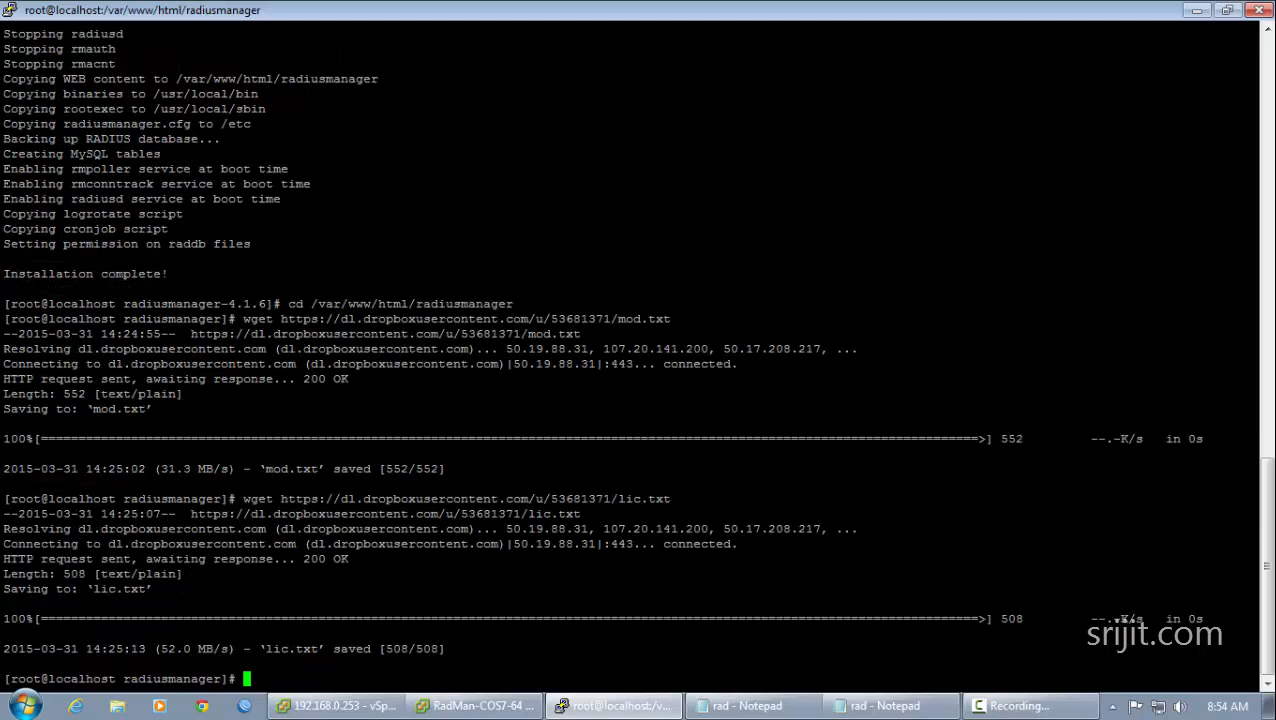 root@localhost:/var/www/html/radiusmanager
Stopping radiusd
Stopping rmauth
Stopping rmacnt
Copying WEB content to /var/www/html/radiusmanager
Copying binaries to /usr/local/bin
Copying rootexec to /usr/local/sbin
Copying radiusmanager.cfg to /etc
Backing up RADIUS database...
Creating MySQL tables
Enabling rmpoller service at boot time
Enabling rmconntrack service at boot time
Enabling radiusd service at boot time
Copying logrotate script
Copying cronjob script
Setting permission on raddb files
Installation complete!
[root@localhost radiusmanager-4.1.6]# cd /var/www/html/radiusmanager
[root@localhost radiusmanager]# wget https://dl.dropboxusercontent.com/u/53681371/mod.txt
--2015-03-31 14:24:55-- https://dl.dropboxusercontent.com/u/53681371/mod.txt
Resolving dl.dropboxusercontent.com (dl.dropboxusercontent.com)... 50.19.88.31, 107.20.141.200, 50.17.208.217, ...
Connecting to dl.dropboxusercontent.com (dl.dropboxusercontent.com)|50.19.88.31|:443... connected.
HTTP request sent, awaiting response... 200 OK
Length: 552 [text/plain]
Saving to: ‘mod.txt’
100%[==============================================================================================================================>] 552 --.-K/s in 0s
2015-03-31 14:25:02 (31.3 MB/s) - ‘mod.txt’ saved [552/552]
[root@localhost radiusmanager]# wget https://dl.dropboxusercontent.com/u/53681371/lic.txt
--2015-03-31 14:25:07-- https://dl.dropboxusercontent.com/u/53681371/lic.txt
Resolving dl.dropboxusercontent.com (dl.dropboxusercontent.com)... 50.19.88.31, 107.20.141.200, 50.17.208.217, ...
Connecting to dl.dropboxusercontent.com (dl.dropboxusercontent.com)|50.19.88.31|:443... connected.
HTTP request sent, awaiting response... 200 OK
Length: 508 [text/plain]
Saving to: ‘lic.txt’
100%[==============================================================================================================================>] 508 --.-K/s in 0s
srijit.com
2015-03-31 14:25:13 (52.0 MB/s) - ‘lic.txt’ saved [508/508]
[root@localhost radiusmanager]#
192.168.0.253 - vSp... RadMan-COS7-64 ... root@localhost:/v... rad - Notepad rad - Notepad Recording... 8:54 AM